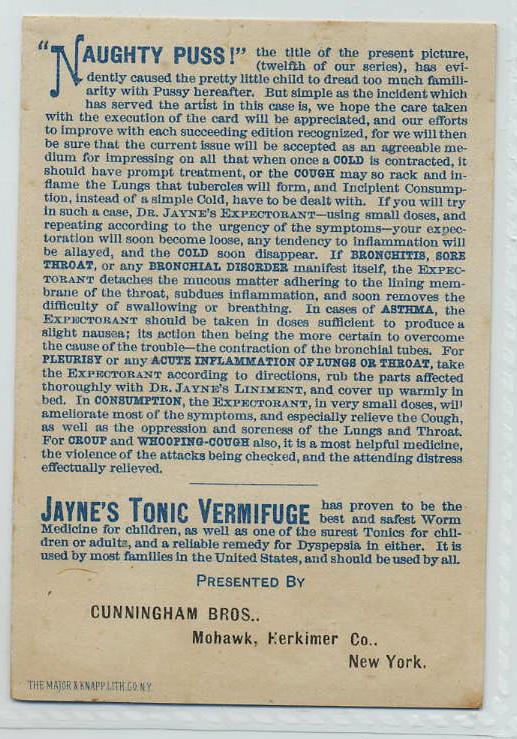 "NAUGHTY PUSS!" the title of the present picture,
(twelfth of our series), has evi-
dently caused the pretty little child to dread too much famili-
arity with Pussy hereafter. But simple as the incident which
has served the artist in this case is, we hope the care taken
with the execution of the card will be appreciated, and our efforts
to improve with each succeeding edition recognized, for we will then
be sure that the current issue will be accepted as an agreeable me-
dium for impressing on all that when once a COLD is contracted, it
should have prompt treatment, or the COUGH may so rack and in-
flame the Lungs that tubercles will form, and Incipient Consump-
tion, instead of a simple Cold, have to be dealt with. If you will try
in such a case, DR. JAYNE'S EXPECTORANT—using small doses, and
repeating according to the urgency of the symptoms—your expec-
toration will soon become loose, any tendency to inflammation will
be allayed, and the COLD soon disappear. If BRONCHITIS, SORE
THROAT, or any BRONCHIAL DISORDER manifest itself, the EXPEC-
TORANT detaches the mucous matter adhering to the lining mem-
brane of the throat, subdues inflammation, and soon removes the
difficulty of swallowing or breathing. In cases of ASTHMA, the
EXPECTORANT should be taken in doses sufficient to produce a
slight nausea; its action then being the more certain to overcome
the cause of the trouble—the contraction of the bronchial tubes. For
PLEURISY or any ACUTE INFLAMMATION OF LUNGS OR THROAT, take
the EXPECTORANT according to directions, rub the parts affected
thoroughly with DR. JAYNE'S LINIMENT, and cover up warmly in
bed. In CONSUMPTION, the EXPECTORANT, in very small doses, will
ameliorate most of the symptoms, and especially relieve the Cough,
as well as the oppression and soreness of the Lungs and Throat.
For CROUP and WHOOPING-COUGH also, it is a most helpful medicine,
the violence of the attacks being checked, and the attending distress
effectually relieved.
JAYNE'S TONIC VERMIFUGE has proven to be the
best and safest Worm
Medicine for children, as well as one of the surest Tonics for chil-
dren or adults, and a reliable remedy for Dyspepsia in either. It is
used by most families in the United States, and should be used by all.
PRESENTED BY
CUNNINGHAM BROS..
Mohawk, Herkimer Co..
New York.
THE MAJOR & KNAPP LITH. CO. N.Y.